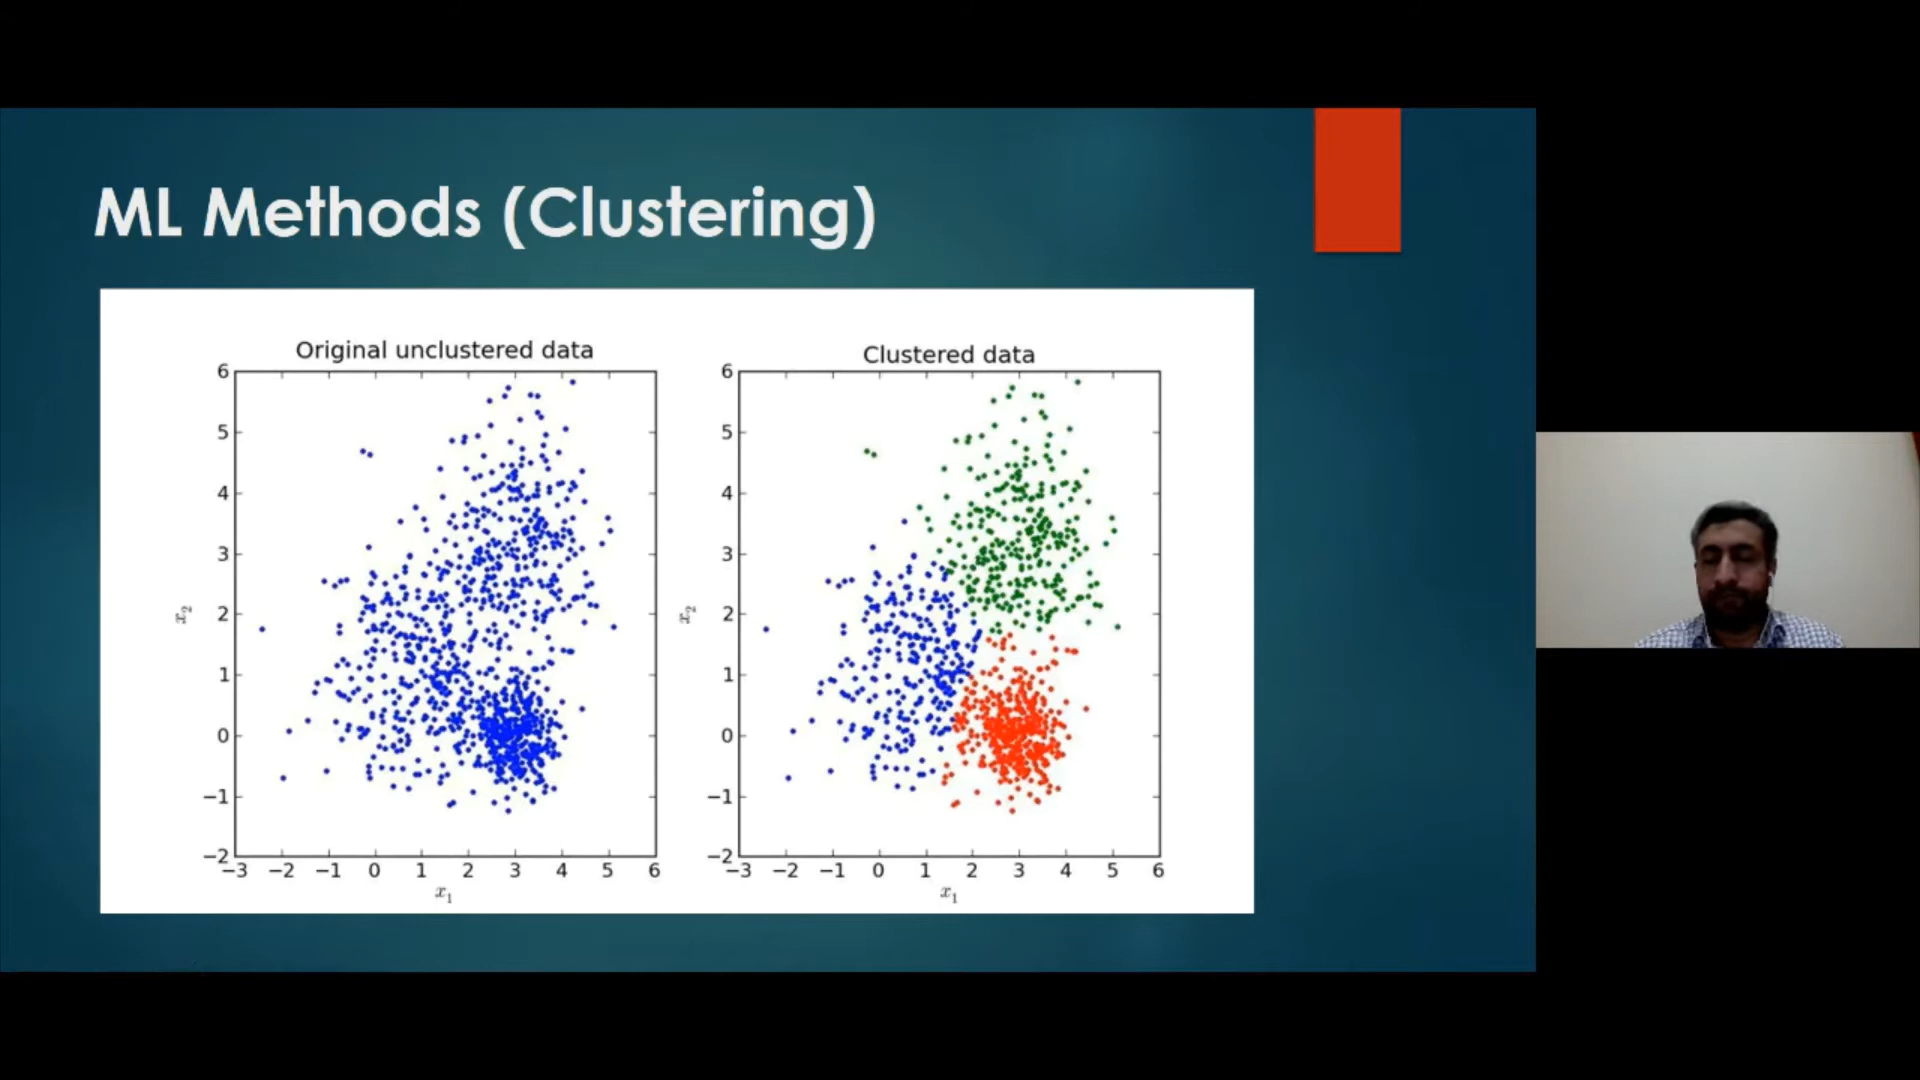 ML Methods (Clustering)
Original unclustered data
6
5
4
3
2
1
0
−1
−2
x₂
−3 −2 −1 0 1 2 3 4 5 6
x₁
Clustered data
6
5
4
3
2
1
0
−1
−2
x₂
−3 −2 −1 0 1 2 3 4 5 6
x₁